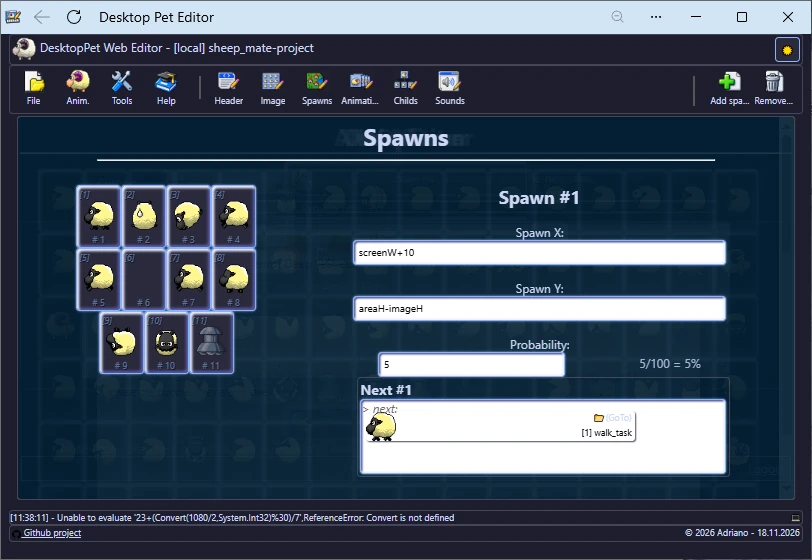 Desktop Pet Editor
DesktopPet Web Editor - [local] sheep_mate-project
File
Anim.
Tools
Help
Header
Image
Spawns
Animati...
Childs
Sounds
Add spa...
Remove...
Spawns
[1]
[2]
[3]
[4]
# 1
# 2
# 3
# 4
[5]
[6]
[7]
[8]
# 5
# 6
# 7
# 8
[9]
[10]
[11]
# 9
# 10
# 11
Spawn #1
Spawn X:
screenW+10
Spawn Y:
areaH-imageH
Probability:
5
5/100 = 5%
Next #1
> next:
(GoTo)
[1] walk_task
[11:38:11] - Unable to evaluate '23+(Convert(1080/2,System.Int32)%30)/7',ReferenceError: Convert is not defined
Github project
© 2026 Adriano - 18.11.2026